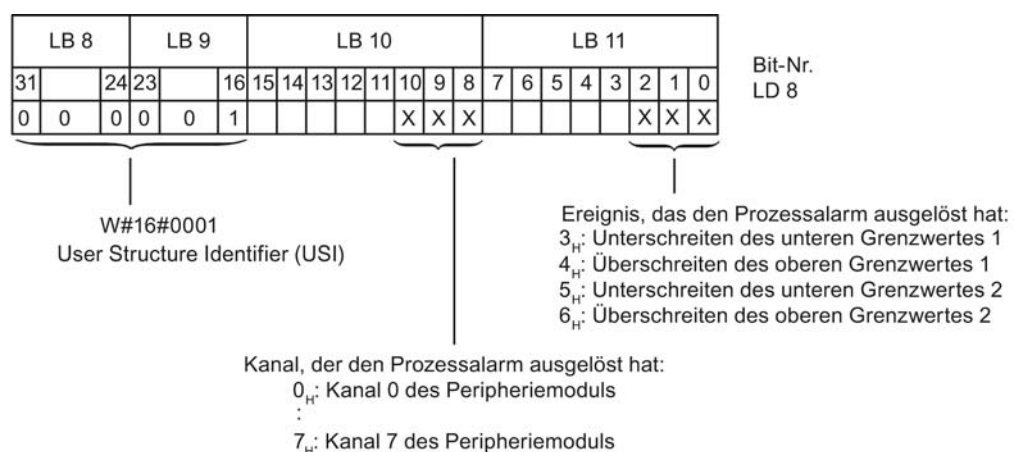 LB 8 LB 9 LB 10 LB 11
31 24 23 16 15 14 13 12 11 10 9 8 7 6 5 4 3 2 1 0
0 0 0 0 0 1 X X X X X X
Bit-Nr.
LD 8
W#16#0001
User Structure Identifier (USI)
Ereignis, das den Prozessalarm ausgelöst hat:
3H: Unterschreiten des unteren Grenzwertes 1
4H: Überschreiten des oberen Grenzwertes 1
5H: Unterschreiten des unteren Grenzwertes 2
6H: Überschreiten des oberen Grenzwertes 2
Kanal, der den Prozessalarm ausgelöst hat:
0H: Kanal 0 des Peripheriemoduls
:
7H: Kanal 7 des Peripheriemoduls